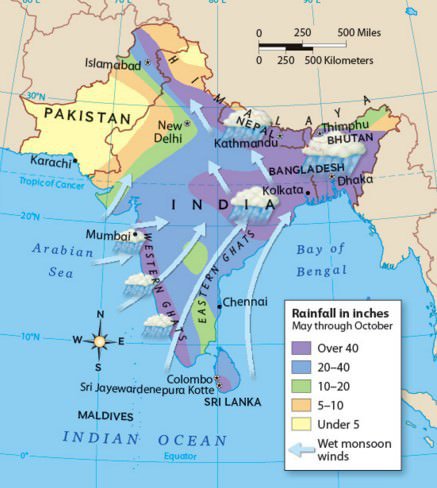 60°E
80°E
90°E
0 250 500 Miles
0 250 500 Kilometers
Islamabad
HIMALAYA
30°N
PAKISTAN
New
Delhi
NEPAL
Kathmandu
Thimphu
BHUTAN
Karachi
BANGLADESH
Dhaka
Tropic of Cancer
Kolkata
INDIA
20°N
Mumbai
Arabian
Sea
WESTERN GHATS
EASTERN GHATS
Bay of
Bengal
Chennai
N
W E
S
10°N
Colombo
Sri Jayewardenepura Kotte
SRI LANKA
MALDIVES
INDIAN OCEAN
0°
Equator
Rainfall in inches
May through October
Over 40
20–40
10–20
5–10
Under 5
Wet monsoon
winds